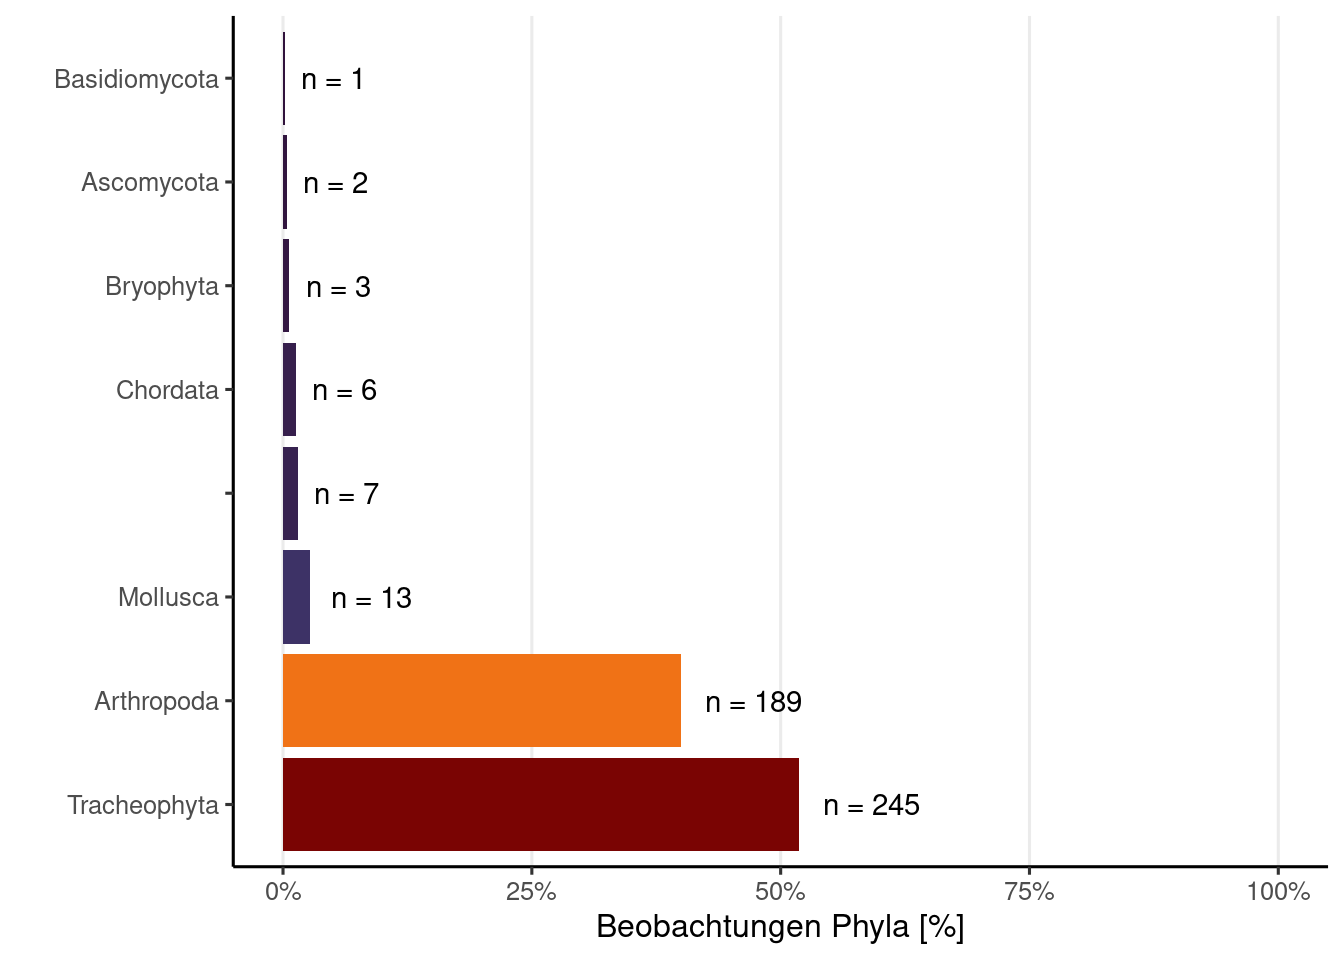 Basidiomycota n = 1
Ascomycota n = 2
Bryophyta n = 3
Chordata n = 6
n = 7
Mollusca n = 13
Arthropoda n = 189
Tracheophyta n = 245
0% 25% 50% 75% 100%
Beobachtungen Phyla [%]